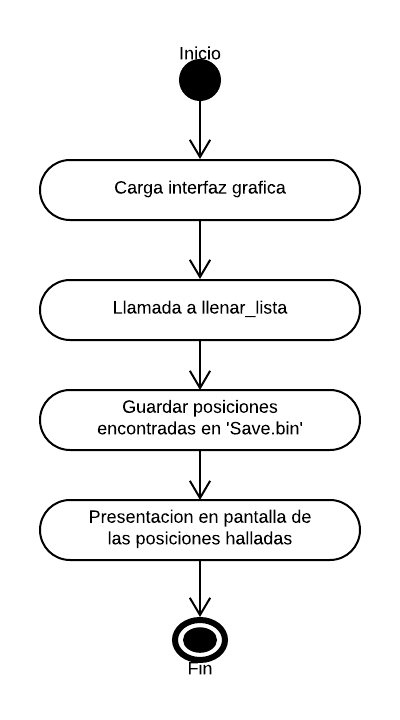 Inicio
Carga interfaz grafica
Llamada a llenar_lista
Guardar posiciones
encontradas en 'Save.bin'
Presentacion en pantalla de
las posiciones halladas
Fin